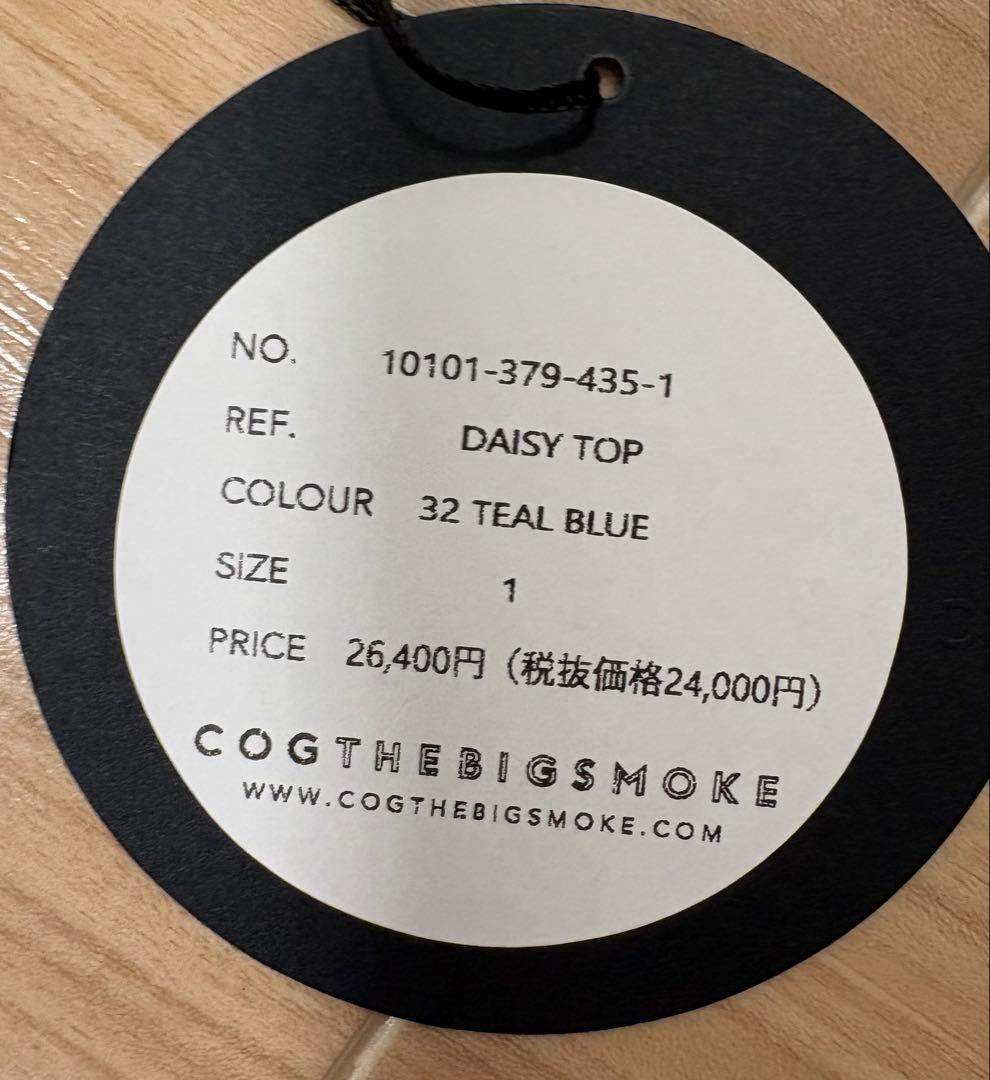 NO. 10101-379-435-1
REF. DAISY TOP
COLOUR 32 TEAL BLUE
SIZE 1
PRICE 26,400円（税抜価格24,000円）
COGTHEBIGSMOKE
WWW.COGTHEBIGSMOKE.COM